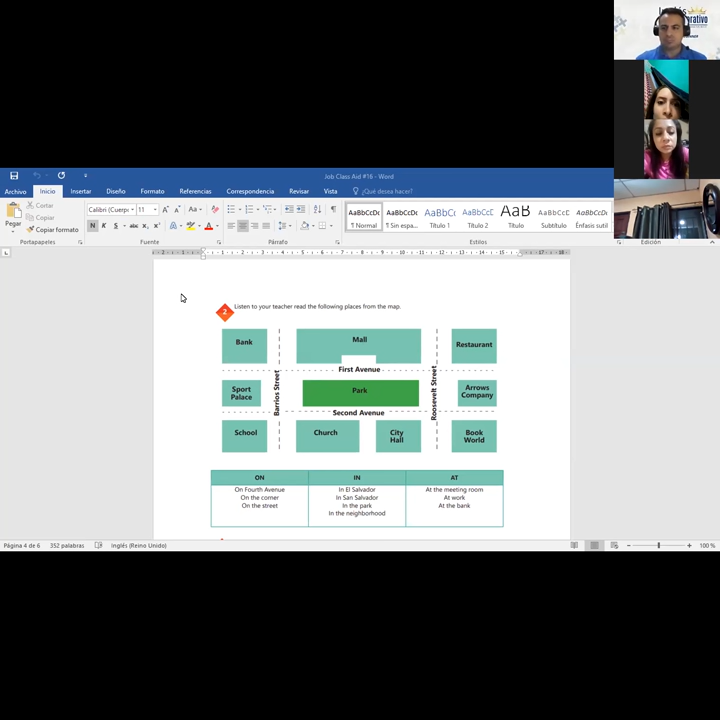 Job Class Aid #16 - Word
Archivo Inicio Insertar Diseño Formato Referencias Correspondencia Revisar Vista ¿Qué desea hacer?
Pegar
Cortar
Copiar
Copiar formato
Calibri (Cuerp 11
N
Portapapeles Fuente Párrafo Estilos Edición
AaBbCcDc ¶ Normal
AaBbCcDc ¶ Sin espa...
AaBbC Título 1
AaBbCcD Título 2
AaB Título
AaBbCcD Subtítulo
AaBbCcDc Énfasis sutil
2 Listen to your teacher read the following places from the map.
Bank Mall Restaurant
First Avenue
Barrios Street
Roosevelt Street
Sport Palace
Park
Arrows Company
Second Avenue
School Church City Hall Book World
ON IN AT
On Fourth Avenue In El Salvador At the meeting room
On the corner In San Salvador At work
On the street In the park At the bank
In the neighborhood
Página 4 de 6 352 palabras Inglés (Reino Unido) 100 %